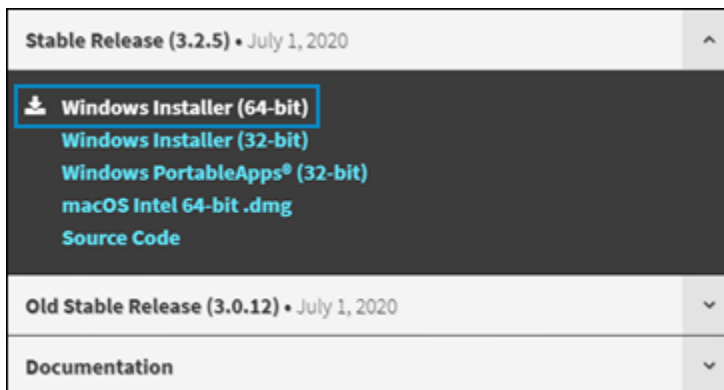 Stable Release (3.2.5) • July 1, 2020
Windows Installer (64-bit)
Windows Installer (32-bit)
Windows PortableApps® (32-bit)
macOS Intel 64-bit .dmg
Source Code
Old Stable Release (3.0.12) • July 1, 2020
Documentation